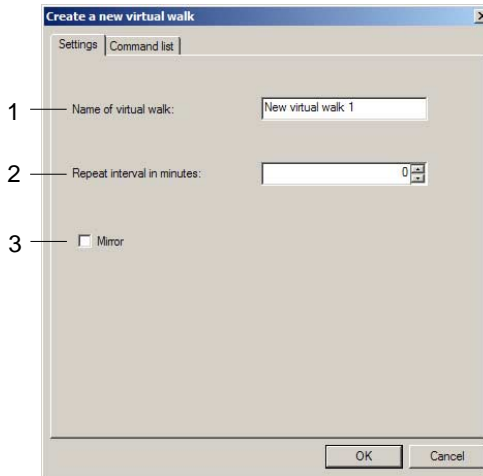 Create a new virtual walk
Settings Command list
1 Name of virtual walk: New virtual walk 1
2 Repeat interval in minutes: 0
3 Mirror
OK Cancel